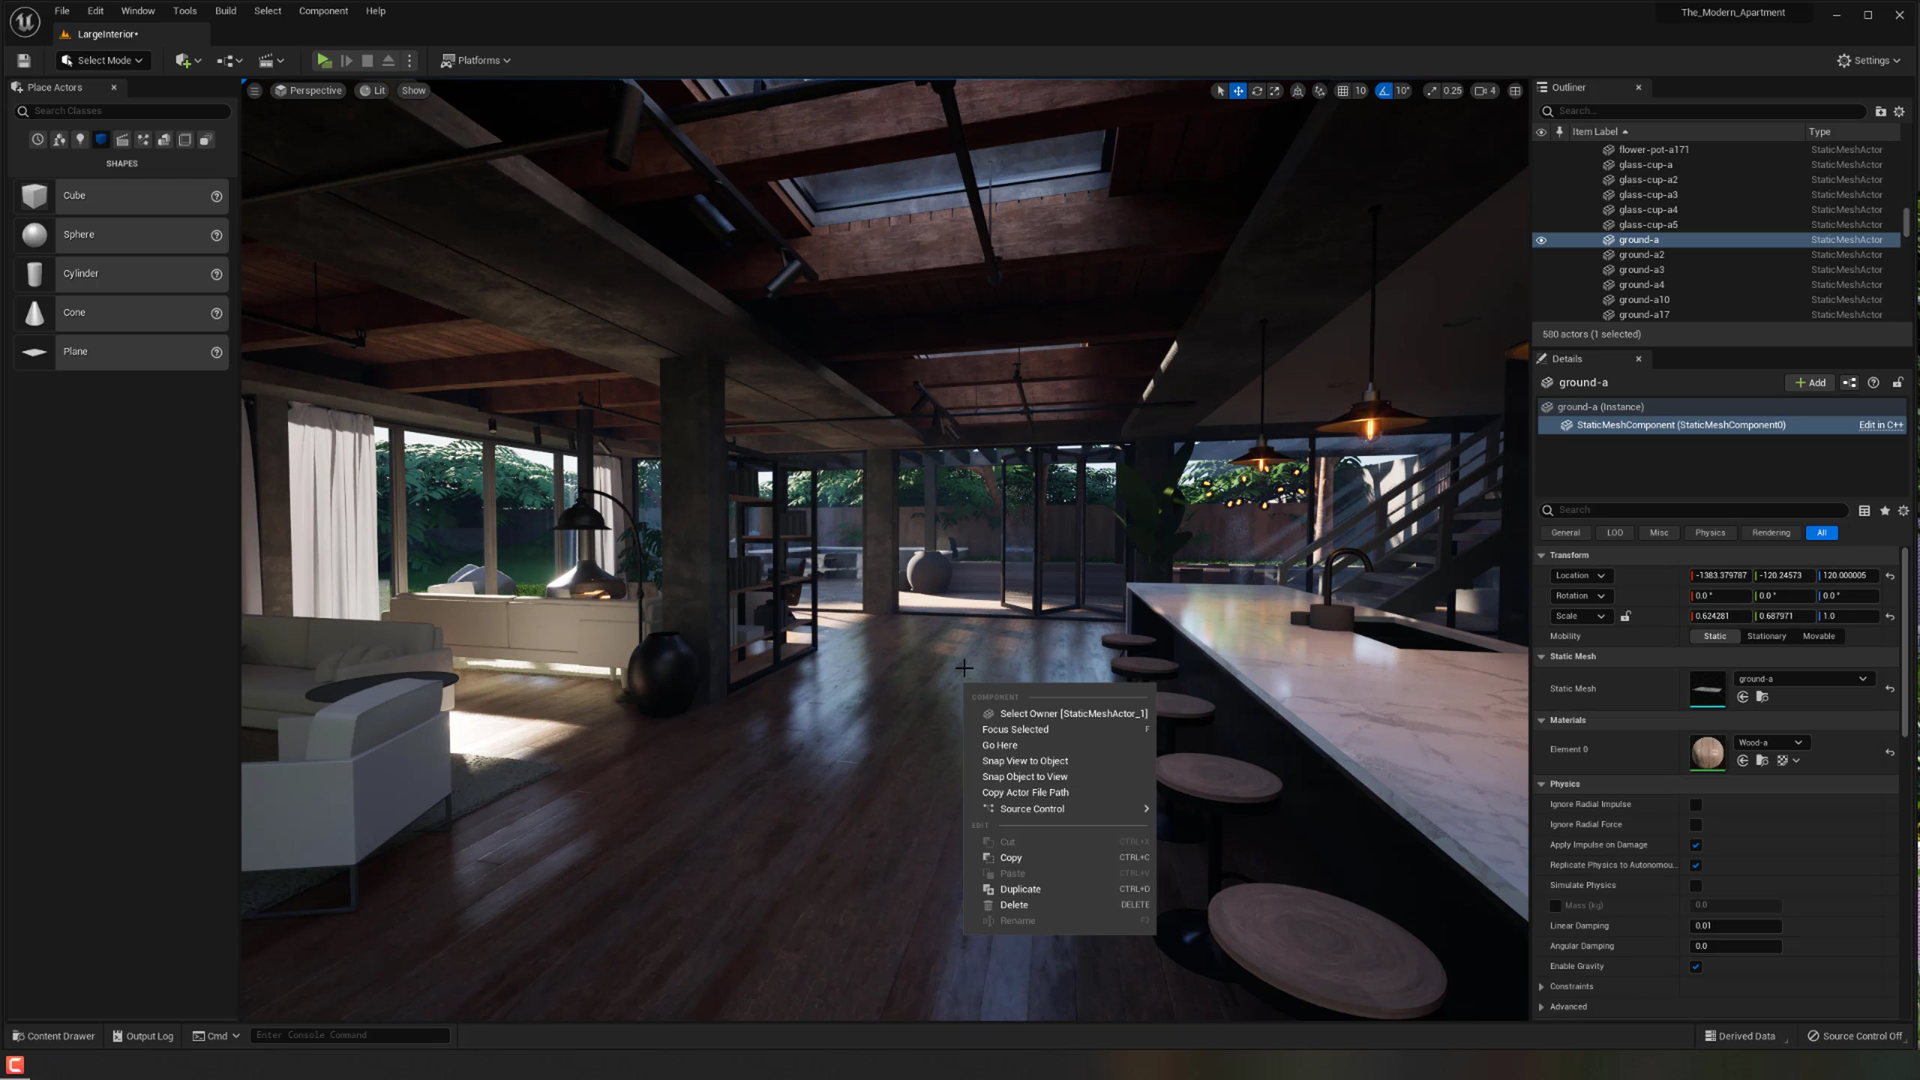 File Edit Window Tools Build Select Component Help
The_Modern_Apartment
LargeInterior•
Select Mode
Platforms
Settings
Place Actors
Search Classes
SHAPES
Cube
Sphere
Cylinder
Cone
Plane
Perspective Lit Show
10 10° 0.25 4
Outliner
Search...
Item Label Type
flower-pot-a171 StaticMeshActor
glass-cup-a StaticMeshActor
glass-cup-a2 StaticMeshActor
glass-cup-a3 StaticMeshActor
glass-cup-a4 StaticMeshActor
glass-cup-a5 StaticMeshActor
ground-a StaticMeshActor
ground-a2 StaticMeshActor
ground-a3 StaticMeshActor
ground-a4 StaticMeshActor
ground-a10 StaticMeshActor
ground-a17 StaticMeshActor
580 actors (1 selected)
Details
ground-a
Add
ground-a (Instance)
StaticMeshComponent (StaticMeshComponent0) Edit in C++
Search
General LOD Misc Physics Rendering All
Transform
Location -1383.379787 -120.24573 120.000005
Rotation 0.0 ° 0.0 ° 0.0 °
Scale 0.624281 0.687971 1.0
Mobility Static Stationary Movable
Static Mesh
Static Mesh ground-a
Materials
Element 0 Wood-a
Physics
Ignore Radial Impulse
Ignore Radial Force
Apply Impulse on Damage
Replicate Physics to Autonomou...
Simulate Physics
Mass (kg) 0.0
Linear Damping 0.01
Angular Damping 0.0
Enable Gravity
Constraints
Advanced
COMPONENT
Select Owner [StaticMeshActor_1]
Focus Selected F
Go Here
Snap View to Object
Snap Object to View
Copy Actor File Path
Source Control
EDIT
Cut CTRL+X
Copy CTRL+C
Paste CTRL+V
Duplicate CTRL+D
Delete DELETE
Rename F2
Content Drawer Output Log Cmd Enter Console Command
Derived Data Source Control Off